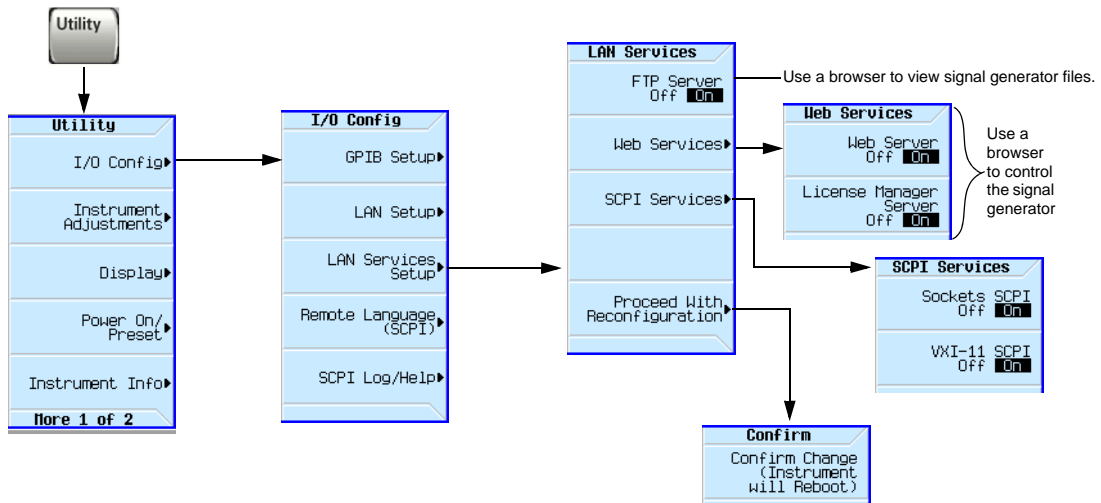 Utility
Utility
I/O Config
Instrument
Adjustments
Display
Power On/
Preset
Instrument Info
More 1 of 2
I/O Config
GPIB Setup
LAN Setup
LAN Services
Setup
Remote Language
(SCPI)
SCPI Log/Help
LAN Services
FTP Server
Off On
Web Services
SCPI Services
Proceed With
Reconfiguration
Use a browser to view signal generator files.
Web Services
Web Server
Off On
License Manager
Server
Off On
Use a
browser
to control
the signal
generator
SCPI Services
Sockets SCPI
Off On
VXI-11 SCPI
Off On
Confirm
Confirm Change
(Instrument
will Reboot)